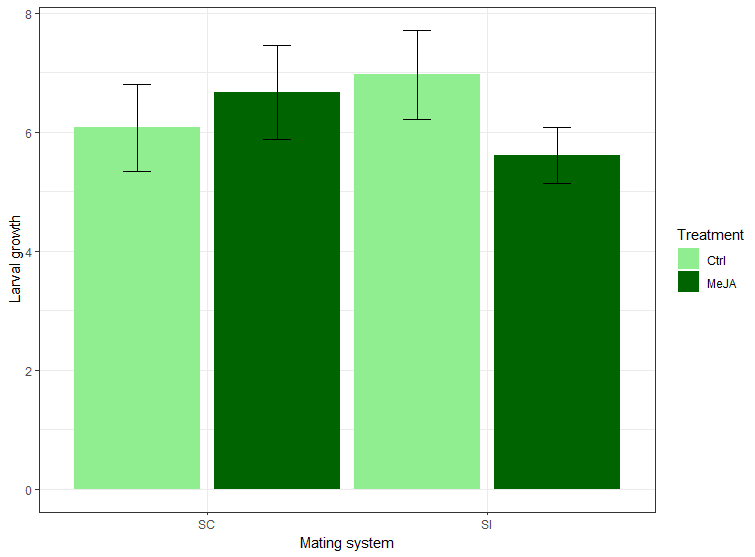 8
6
4
2
0
Larval growth
SC
SI
Mating system
Treatment
Ctrl
MeJA